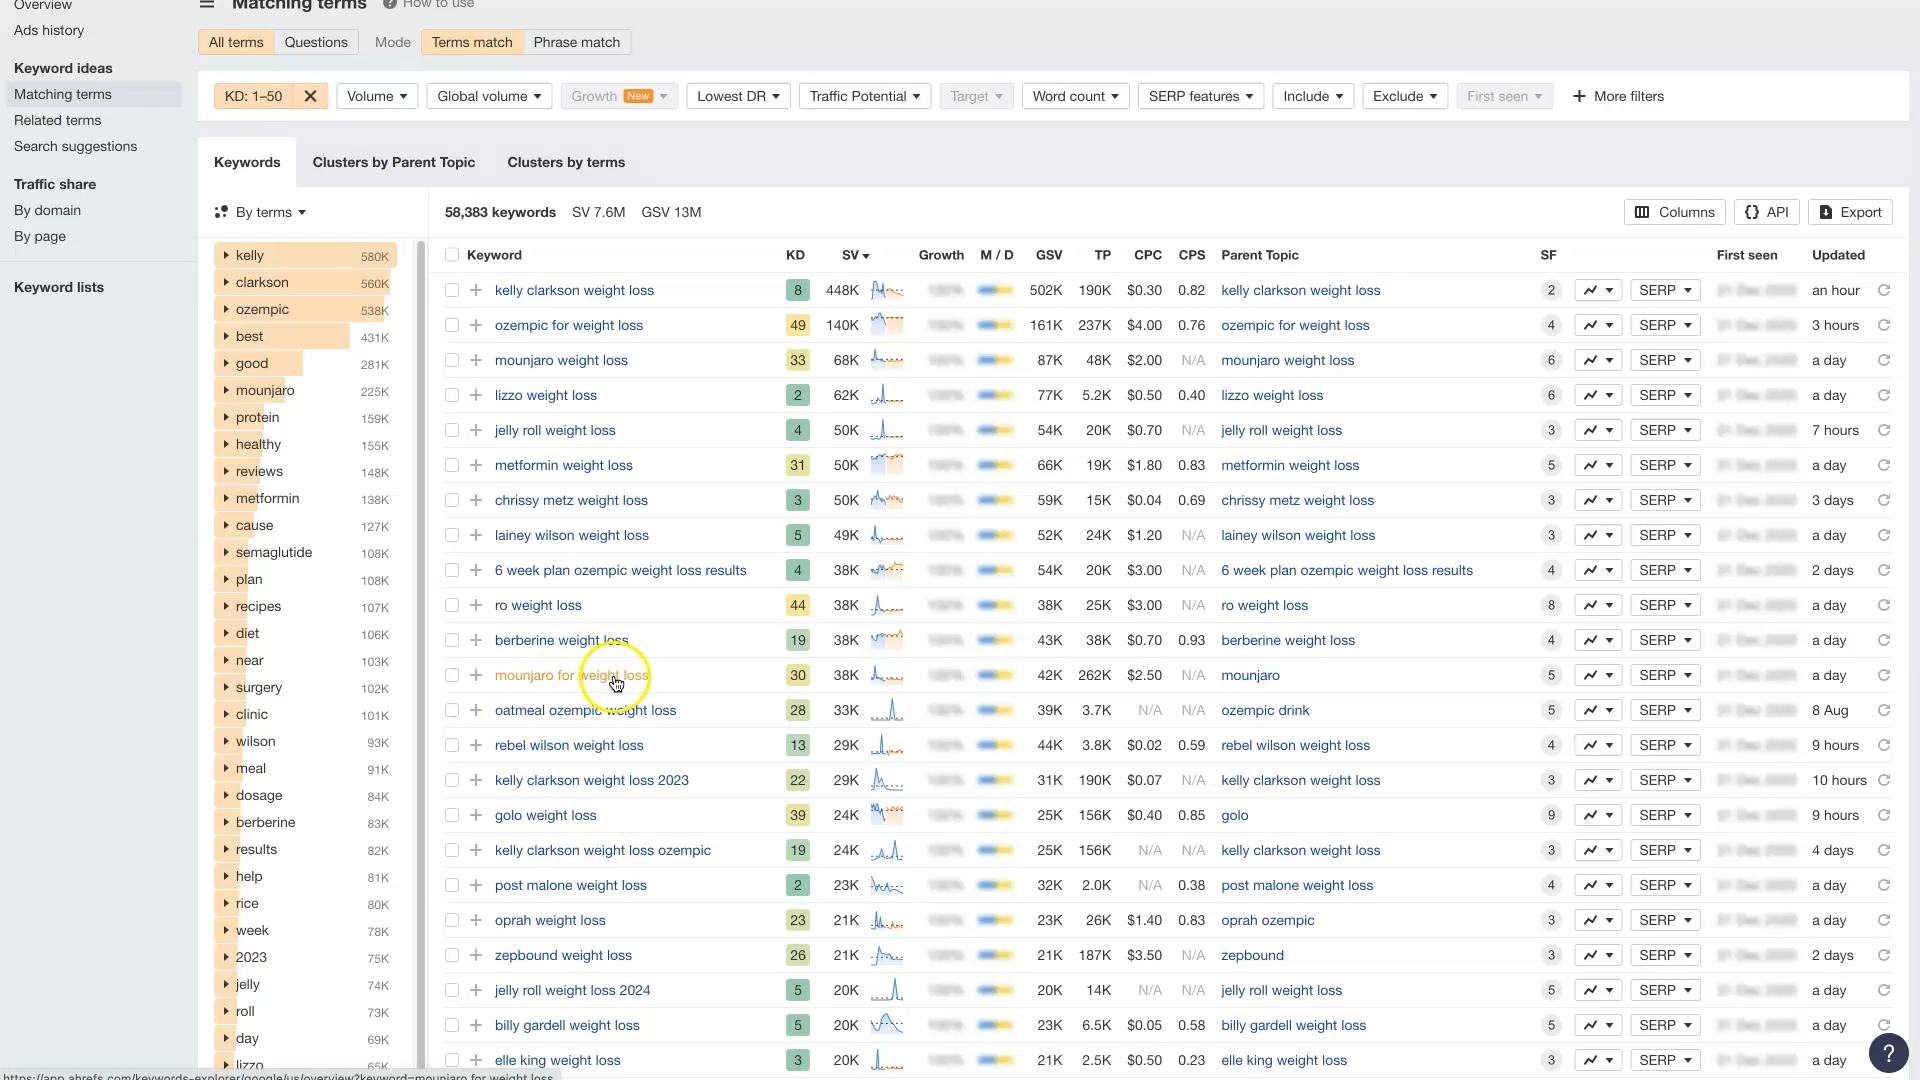 Overview
Ads history
Keyword ideas
Matching terms
Related terms
Search suggestions
Traffic share
By domain
By page
Keyword lists
Matching terms ? How to use
All terms Questions Mode Terms match Phrase match
KD: 1–50 Volume Global volume Growth New Lowest DR Traffic Potential Target Word count SERP features Include Exclude First seen + More filters
Keywords Clusters by Parent Topic Clusters by terms
By terms
kelly 580K
clarkson 560K
ozempic 538K
best 431K
good 281K
mounjaro 225K
protein 159K
healthy 155K
reviews 148K
metformin 138K
cause 127K
semaglutide 108K
plan 108K
recipes 107K
diet 106K
near 103K
surgery 102K
clinic 101K
wilson 93K
meal 91K
dosage 84K
berberine 83K
results 82K
help 81K
rice 80K
week 78K
2023 75K
jelly 74K
roll 73K
day 69K
lizzo 65K
58,383 keywords SV 7.6M GSV 13M Columns {} API Export
Keyword KD SV Growth M / D GSV TP CPC CPS Parent Topic SF First seen Updated
kelly clarkson weight loss 8 448K 502K 190K $0.30 0.82 kelly clarkson weight loss 2 SERP an hour
ozempic for weight loss 49 140K 161K 237K $4.00 0.76 ozempic for weight loss 4 SERP 3 hours
mounjaro weight loss 33 68K 87K 48K $2.00 N/A mounjaro weight loss 6 SERP a day
lizzo weight loss 2 62K 77K 5.2K $0.50 0.40 lizzo weight loss 6 SERP a day
jelly roll weight loss 4 50K 54K 20K $0.70 N/A jelly roll weight loss 3 SERP 7 hours
metformin weight loss 31 50K 66K 19K $1.80 0.83 metformin weight loss 5 SERP a day
chrissy metz weight loss 3 50K 59K 15K $0.04 0.69 chrissy metz weight loss 3 SERP 3 days
lainey wilson weight loss 5 49K 52K 24K $1.20 N/A lainey wilson weight loss 3 SERP a day
6 week plan ozempic weight loss results 4 38K 54K 20K $3.00 N/A 6 week plan ozempic weight loss results 4 SERP 2 days
ro weight loss 44 38K 38K 25K $3.00 N/A ro weight loss 8 SERP a day
berberine weight loss 19 38K 43K 38K $0.70 0.93 berberine weight loss 4 SERP a day
mounjaro for weight loss 30 38K 42K 262K $2.50 N/A mounjaro 5 SERP a day
oatmeal ozempic weight loss 28 33K 39K 3.7K N/A N/A ozempic drink 5 SERP 8 Aug
rebel wilson weight loss 13 29K 44K 3.8K $0.02 0.59 rebel wilson weight loss 4 SERP 9 hours
kelly clarkson weight loss 2023 22 29K 31K 190K $0.07 N/A kelly clarkson weight loss 3 SERP 10 hours
golo weight loss 39 24K 25K 156K $0.40 0.85 golo 9 SERP 9 hours
kelly clarkson weight loss ozempic 19 24K 25K 156K N/A N/A kelly clarkson weight loss 3 SERP 4 days
post malone weight loss 2 23K 32K 2.0K N/A 0.38 post malone weight loss 4 SERP a day
oprah weight loss 23 21K 23K 26K $1.40 0.83 oprah ozempic 3 SERP a day
zepbound weight loss 26 21K 21K 187K $3.50 N/A zepbound 3 SERP 2 days
jelly roll weight loss 2024 5 20K 20K 14K N/A N/A jelly roll weight loss 5 SERP a day
billy gardell weight loss 5 20K 23K 6.5K $0.05 0.58 billy gardell weight loss 5 SERP a day
elle king weight loss 3 20K 21K 2.5K $0.50 0.23 elle king weight loss 3 SERP a day
?
https://app.ahrefs.com/keywords-explorer/google/us/overview?keyword=mounjaro for weight loss